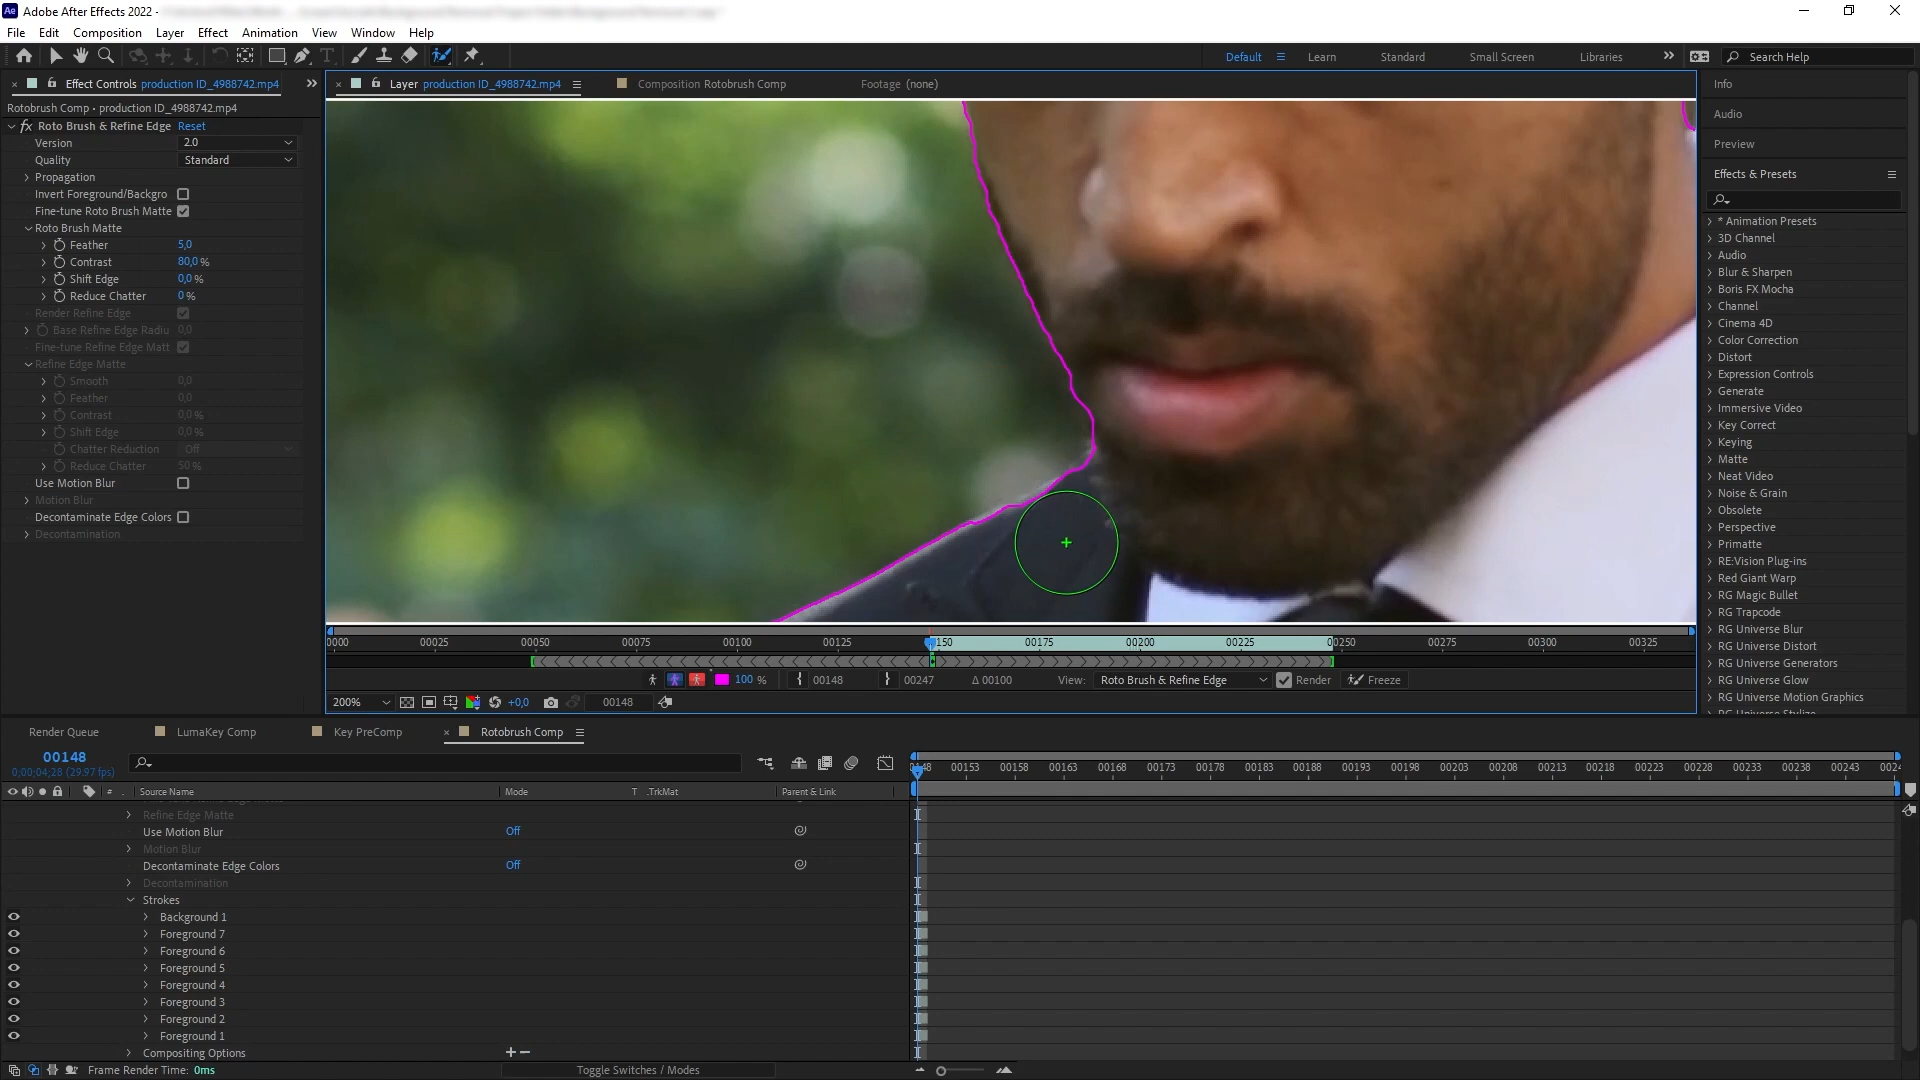 Adobe After Effects 2022 -
File Edit Composition Layer Effect Animation View Window Help
Default Learn Standard Small Screen Libraries Search Help
Effect Controls production ID_4988742.mp4
Layer production ID_4988742.mp4
Composition Rotobrush Comp
Footage (none)
Rotobrush Comp • production ID_4988742.mp4
fx Roto Brush & Refine Edge Reset
Version 2.0
Quality Standard
Propagation
Invert Foreground/Backgro
Fine-tune Roto Brush Matte
Roto Brush Matte
Feather 5,0
Contrast 80,0 %
Shift Edge 0,0 %
Reduce Chatter 0 %
Render Refine Edge
Base Refine Edge Radiu 0,0
Fine-tune Refine Edge Matt
Refine Edge Matte
Smooth 0,0
Feather 0,0
Contrast 0,0 %
Shift Edge 0,0 %
Chatter Reduction Off
Reduce Chatter 50 %
Use Motion Blur
Motion Blur
Decontaminate Edge Colors
Decontamination
0000 00025 00050 00075 00100 00125 150 00175 00200 00225 00250 00275 00300 00325
100 % 00148 00247 Δ 00100 View: Roto Brush & Refine Edge Render Freeze
200% +0,0 00148
Info
Audio
Preview
Effects & Presets
* Animation Presets
3D Channel
Audio
Blur & Sharpen
Boris FX Mocha
Channel
Cinema 4D
Color Correction
Distort
Expression Controls
Generate
Immersive Video
Key Correct
Keying
Matte
Neat Video
Noise & Grain
Obsolete
Perspective
Primatte
RE:Vision Plug-ins
Red Giant Warp
RG Magic Bullet
RG Trapcode
RG Universe Blur
RG Universe Distort
RG Universe Generators
RG Universe Glow
RG Universe Motion Graphics
RG Universe Stylize
Render Queue LumaKey Comp Key PreComp Rotobrush Comp
00148
0;00;04;28 (29.97 fps)
# . Source Name Mode T .TrkMat Parent & Link
148 00153 00158 00163 00168 00173 00178 00183 00188 00193 00198 00203 00208 00213 00218 00223 00228 00233 00238 00243 0024
Refine Edge Matte
Use Motion Blur Off
Motion Blur
Decontaminate Edge Colors Off
Decontamination
Strokes
Background 1
Foreground 7
Foreground 6
Foreground 5
Foreground 4
Foreground 3
Foreground 2
Foreground 1
Compositing Options
Frame Render Time: 0ms
Toggle Switches / Modes